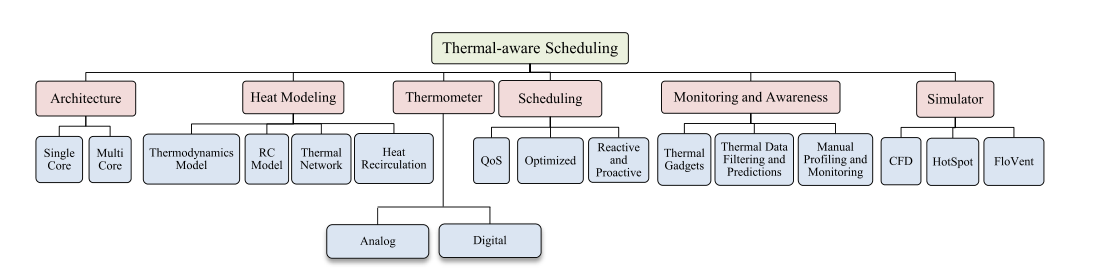 Thermal-aware Scheduling
Architecture
Heat Modeling
Thermometer
Scheduling
Monitoring and Awareness
Simulator
Single
Core
Multi
Core
Thermodynamics
Model
RC
Model
Thermal
Network
Heat
Recirculation
QoS
Optimized
Reactive
and
Proactive
Thermal
Gadgets
Thermal Data
Filtering and
Predictions
Manual
Profiling and
Monitoring
CFD
HotSpot
FloVent
Analog
Digital